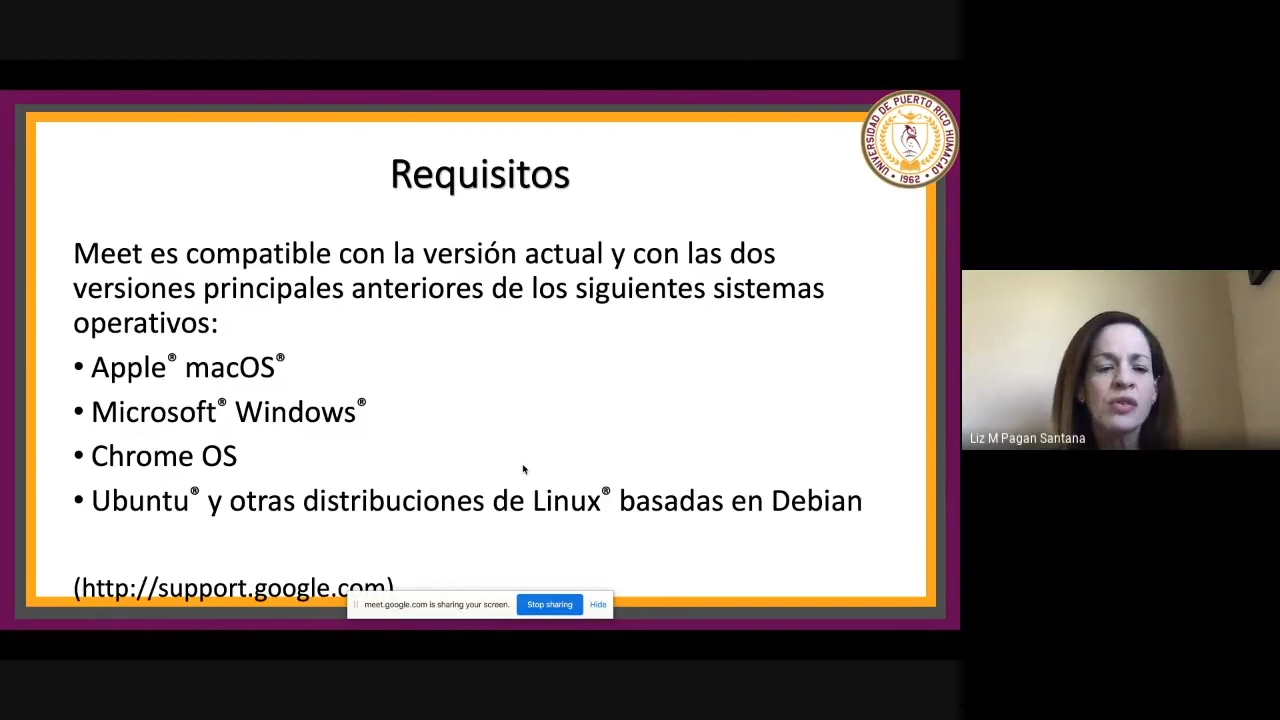 UNIVERSIDAD DE PUERTO RICO HUMACAO
• 1962 •
Requisitos
Meet es compatible con la versión actual y con las dos
versiones principales anteriores de los siguientes sistemas
operativos:
• Apple® macOS®
• Microsoft® Windows®
• Chrome OS
• Ubuntu® y otras distribuciones de Linux® basadas en Debian
(http://support.google.com)
meet.google.com is sharing your screen.
Stop sharing
Hide
Liz M Pagan Santana